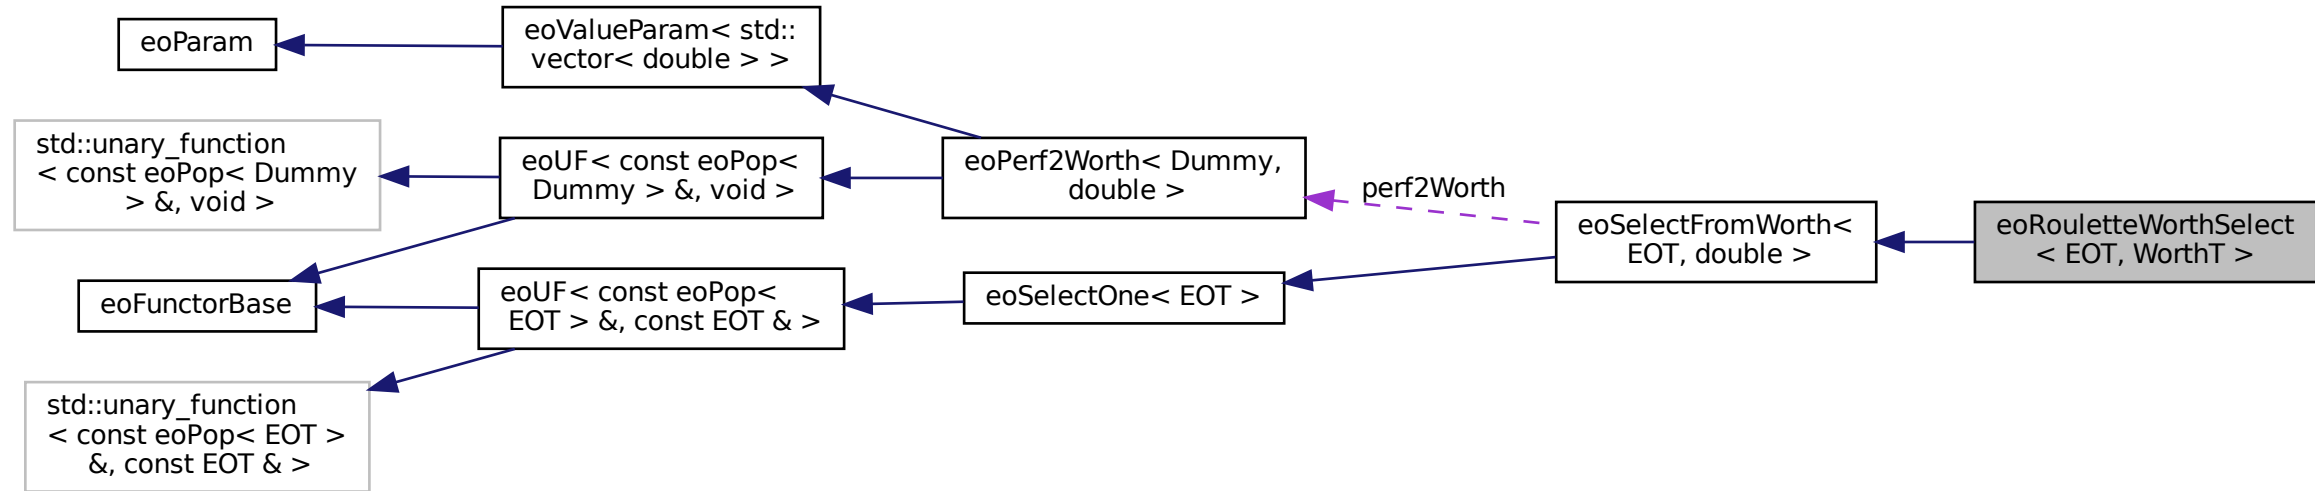 eoParam
eoValueParam< std::
vector< double > >
std::unary_function
< const eoPop< Dummy
> &, void >
eoUF< const eoPop<
Dummy > &, void >
eoPerf2Worth< Dummy,
double >
perf2Worth
eoSelectFromWorth<
EOT, double >
eoRouletteWorthSelect
< EOT, WorthT >
eoFunctorBase
eoUF< const eoPop<
EOT > &, const EOT & >
eoSelectOne< EOT >
std::unary_function
< const eoPop< EOT >
&, const EOT & >